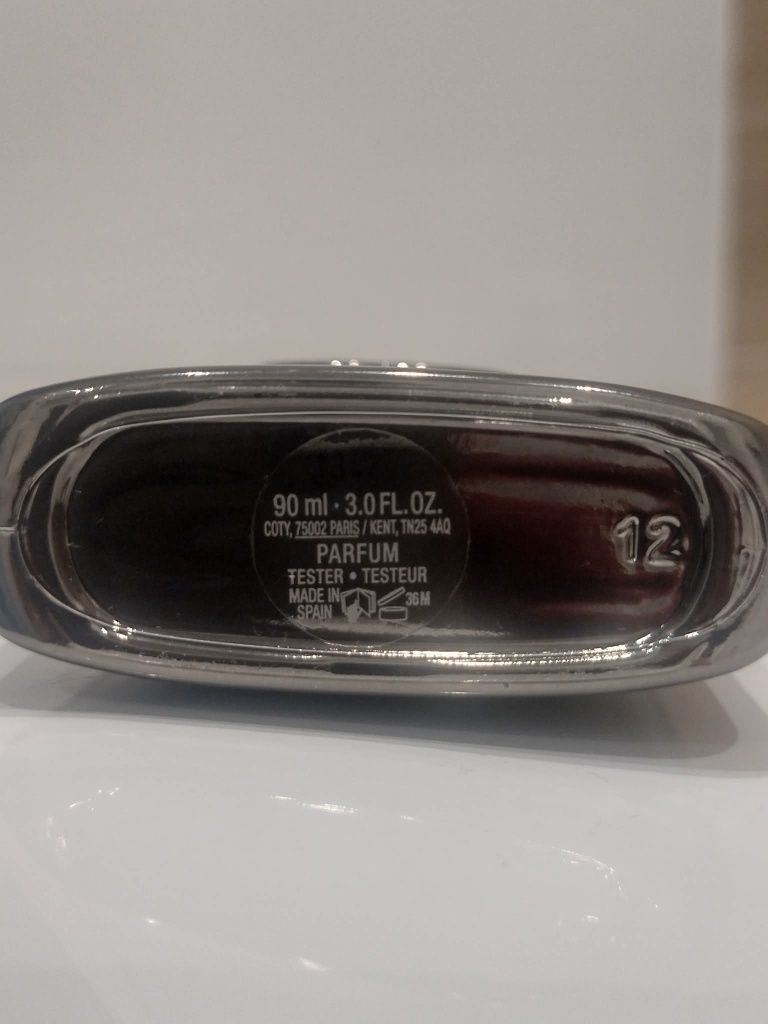 90 ml · 3.0 FL.OZ.
COTY, 75002 PARIS / KENT, TN25 4AQ
PARFUM
TESTER • TESTEUR
MADE IN
SPAIN
36M
12